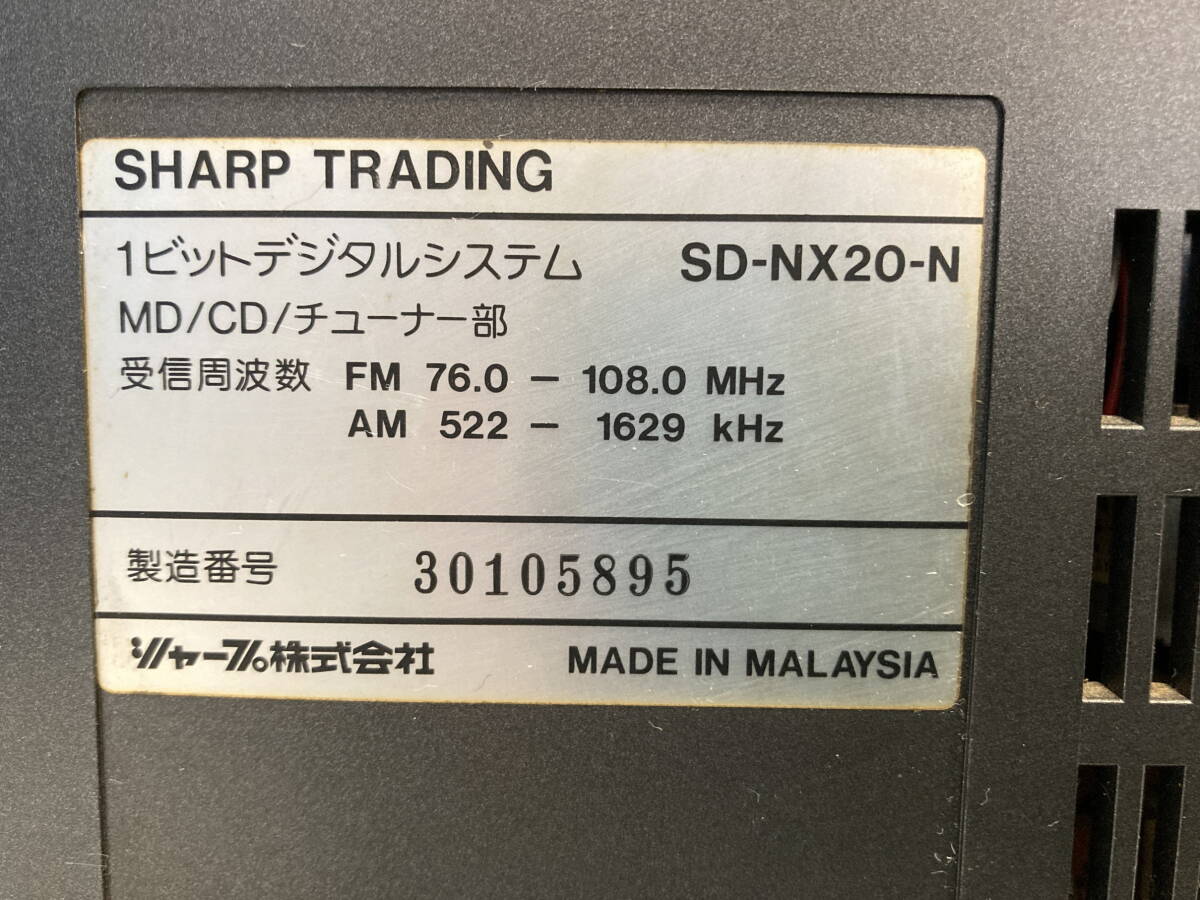 SHARP TRADING
1ビットデジタルシステム SD-NX20-N
MD/CD/チューナー部
受信周波数 FM 76.0 – 108.0 MHz
AM 522 – 1629 kHz
製造番号 30105895
シャープ株式会社 MADE IN MALAYSIA